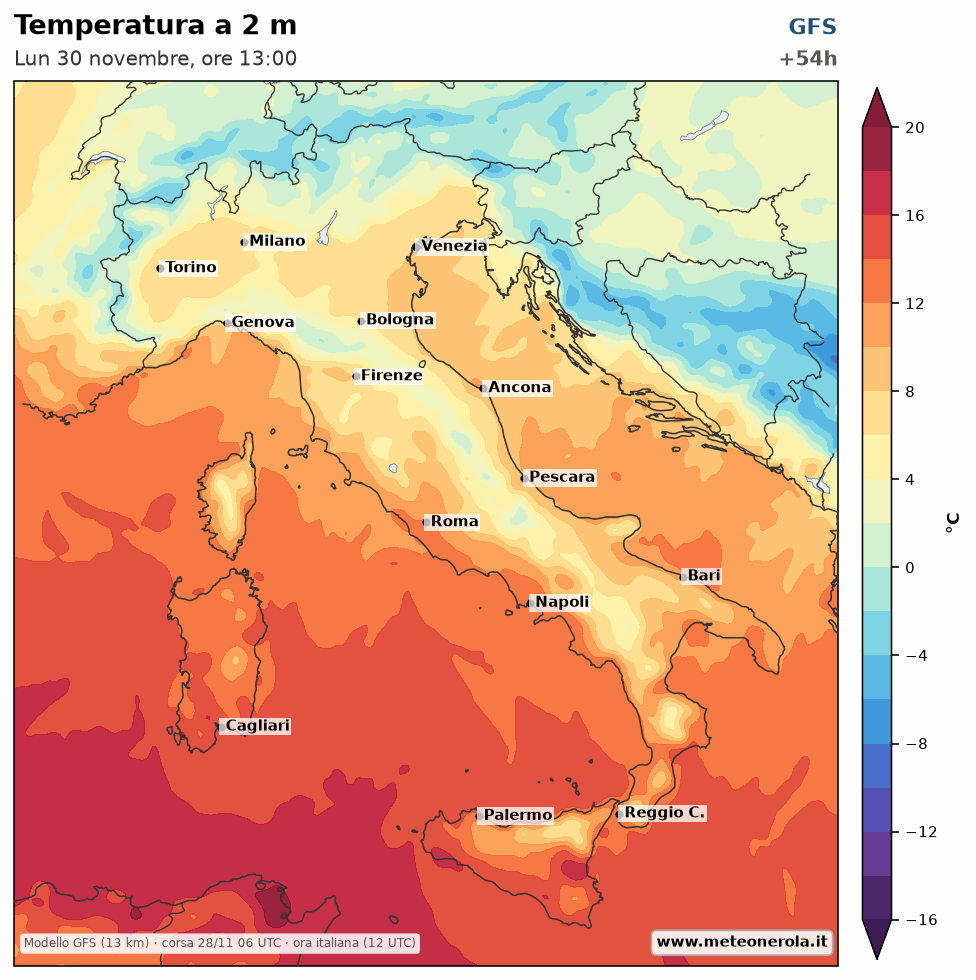 Temperatura a 2 m
GFS
Lun 30 novembre, ore 13:00
+54h
20
16
12
8
4
0
−4
−8
−12
−16
°C
Milano
Venezia
Torino
Genova
Bologna
Firenze
Ancona
Pescara
Roma
Bari
Napoli
Cagliari
Palermo
Reggio C.
Modello GFS (13 km) · corsa 28/11 06 UTC · ora italiana (12 UTC)
www.meteonerola.it